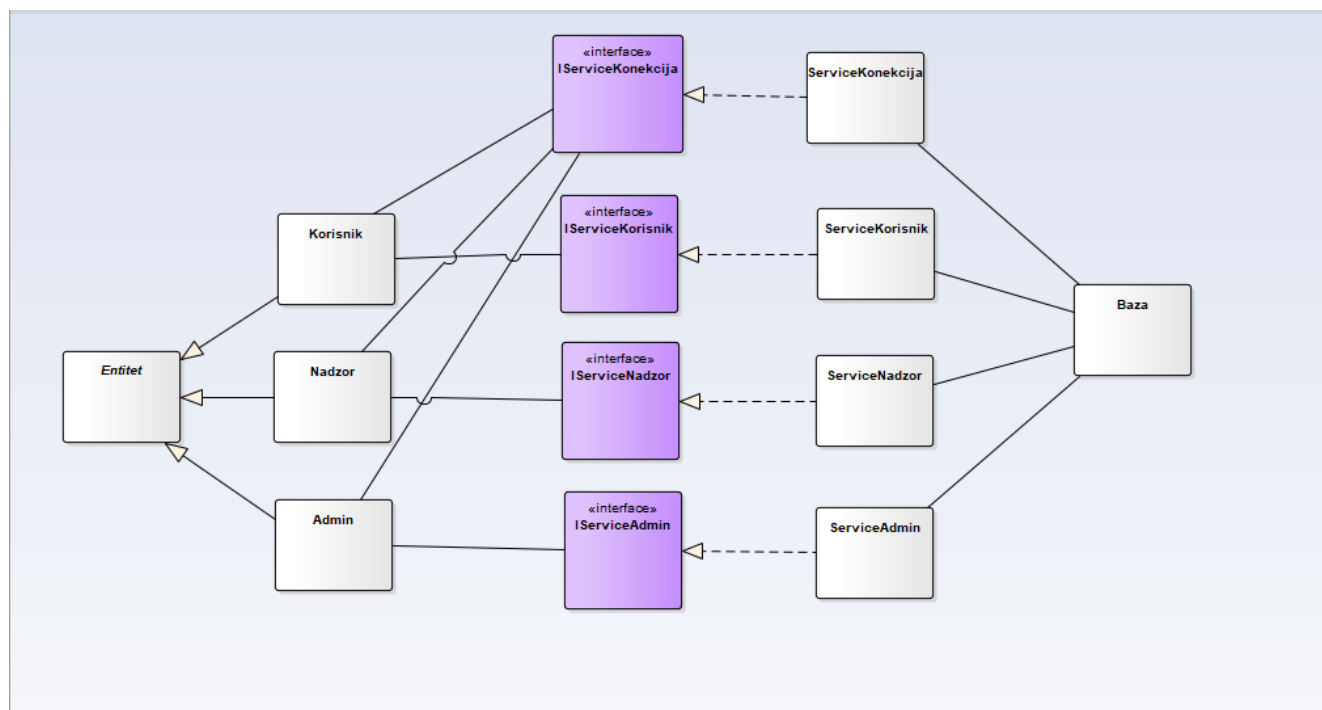 «interface»
IServiceKonekcija
ServiceKonekcija
Korisnik
«interface»
IServiceKorisnik
ServiceKorisnik
Baza
Entitet
Nadzor
«interface»
IServiceNadzor
ServiceNadzor
Admin
«interface»
IServiceAdmin
ServiceAdmin